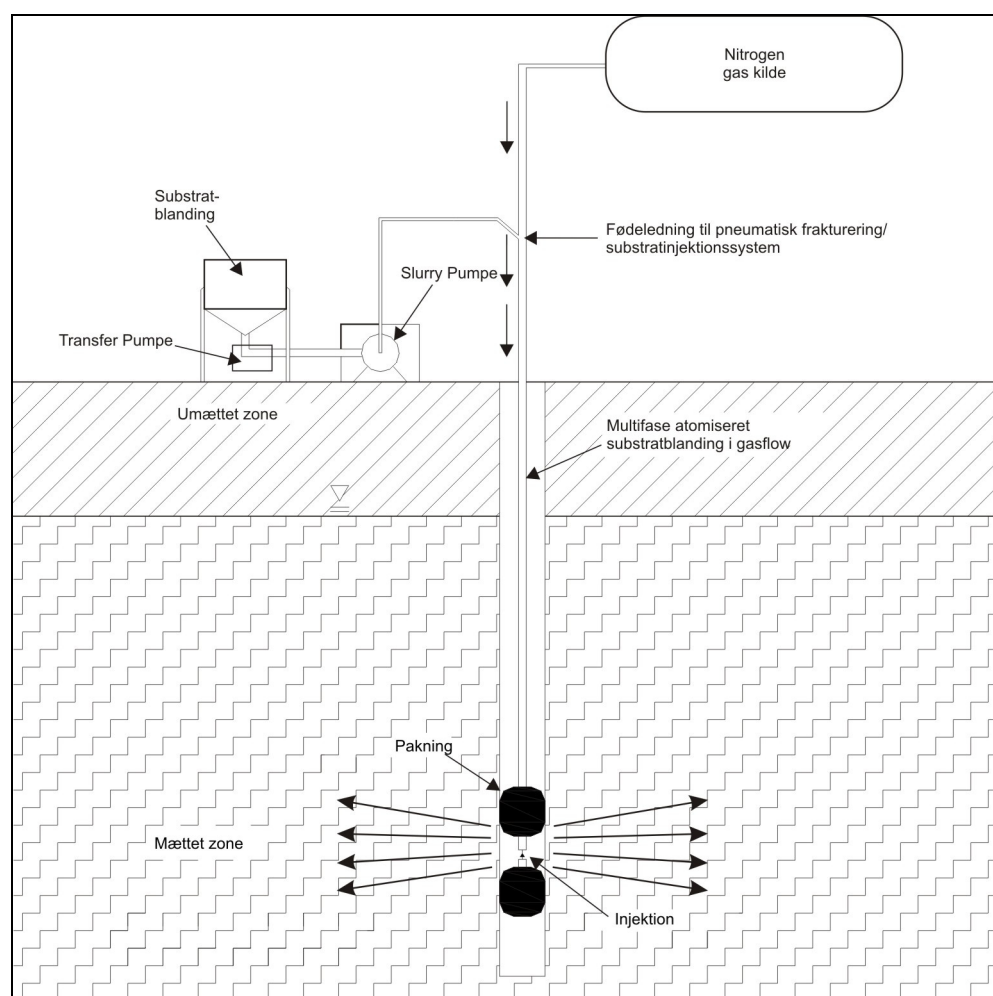 Nitrogen
gas kilde
Substrat-
blanding
Fødeledning til pneumatisk frakturering/
substratinjektionssystem
Slurry Pumpe
Transfer Pumpe
Umættet zone
Multifase atomiseret
substratblanding i gasflow
Pakning
Mættet zone
Injektion